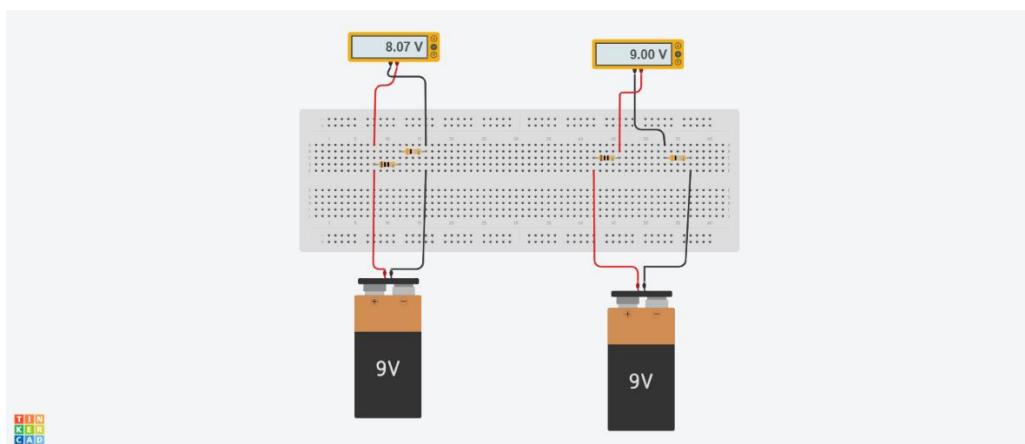 8.07 V
9.00 V
+ −
9V
+ −
9V
TIN
KER
CAD